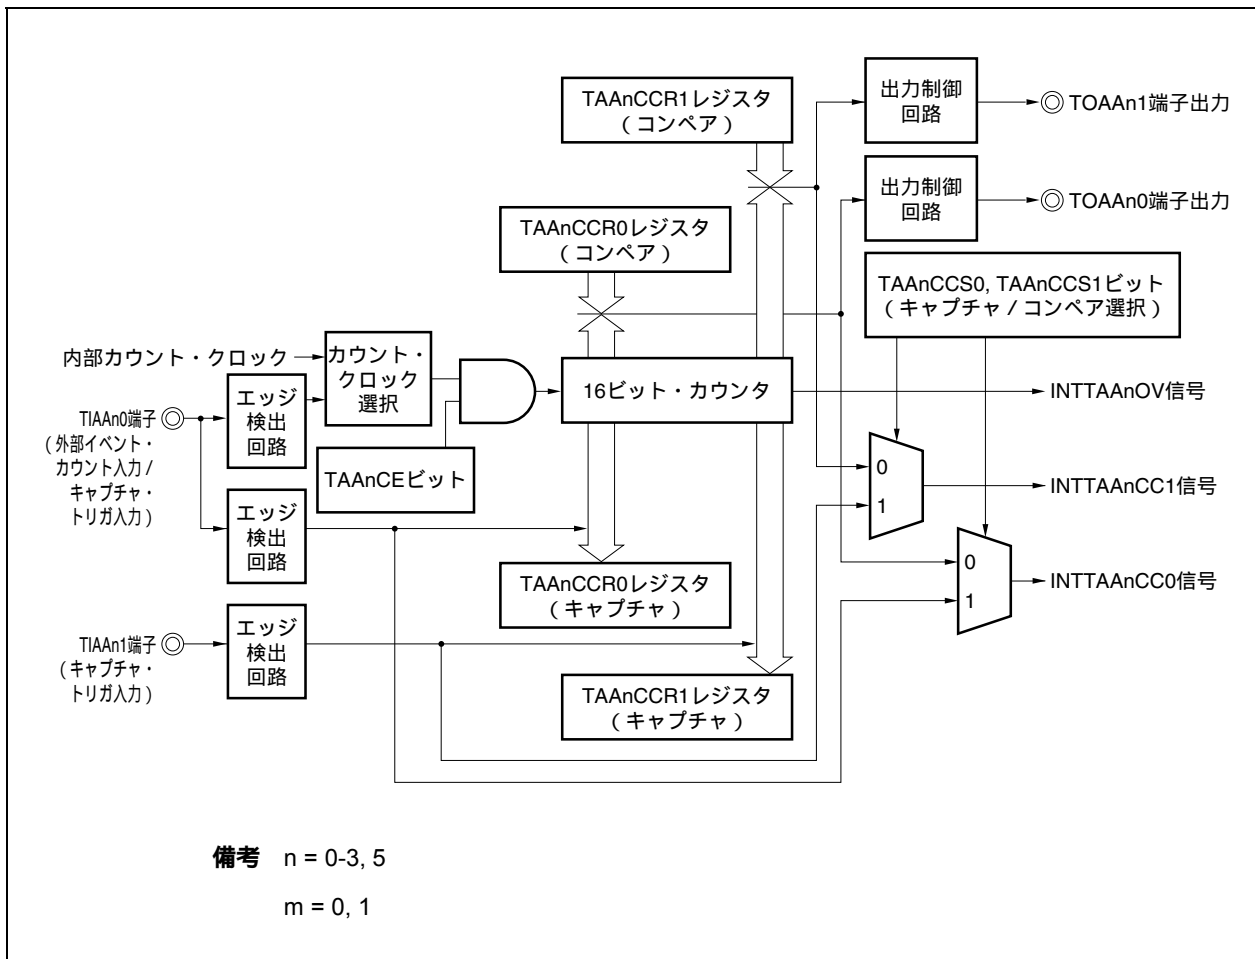 TAAnCCR1レジスタ
(コンペア)
出力制御
回路
TOAAn1端子出力
出力制御
回路
TOAAn0端子出力
TAAnCCR0レジスタ
(コンペア)
TAAnCCS0, TAAnCCS1ビット
(キャプチャ/コンペア選択)
内部カウント・クロック
カウント・
クロック
選択
16ビット・カウンタ
INTTAAnOV信号
TIAAn0端子
(外部イベント・
カウント入力/
キャプチャ・
トリガ入力)
エッジ
検出
回路
TAAnCEビット
0
1
INTTAAnCC1信号
エッジ
検出
回路
TAAnCCR0レジスタ
(キャプチャ)
0
1
INTTAAnCC0信号
TIAAn1端子
(キャプチャ・
トリガ入力)
エッジ
検出
回路
TAAnCCR1レジスタ
(キャプチャ)
備考 n = 0-3, 5
m = 0, 1